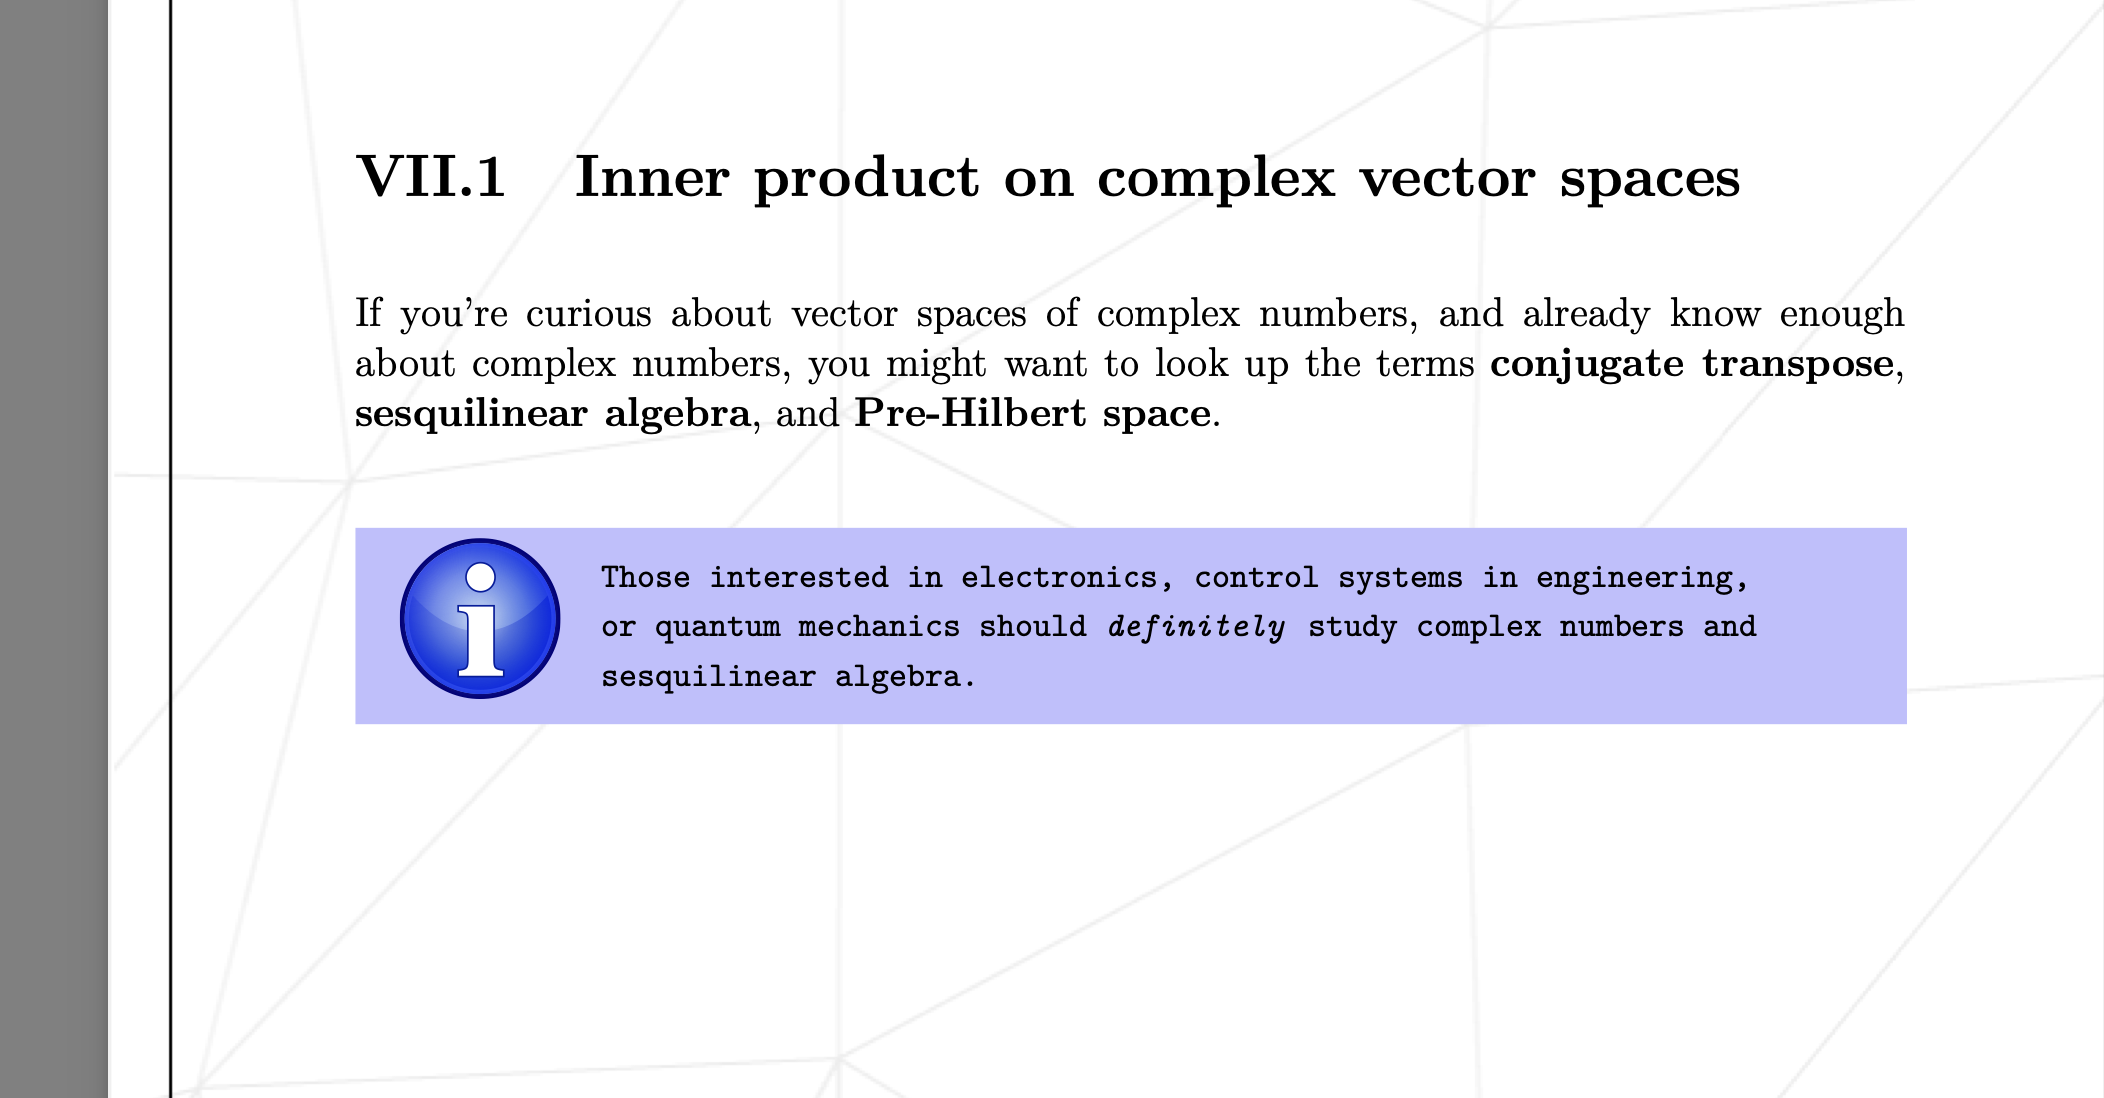 VII.1 Inner product on complex vector spaces
If you're curious about vector spaces of complex numbers, and already know enough
about complex numbers, you might want to look up the terms conjugate transpose,
sesquilinear algebra, and Pre-Hilbert space.
Those interested in electronics, control systems in engineering,
or quantum mechanics should definitely study complex numbers and
sesquilinear algebra.